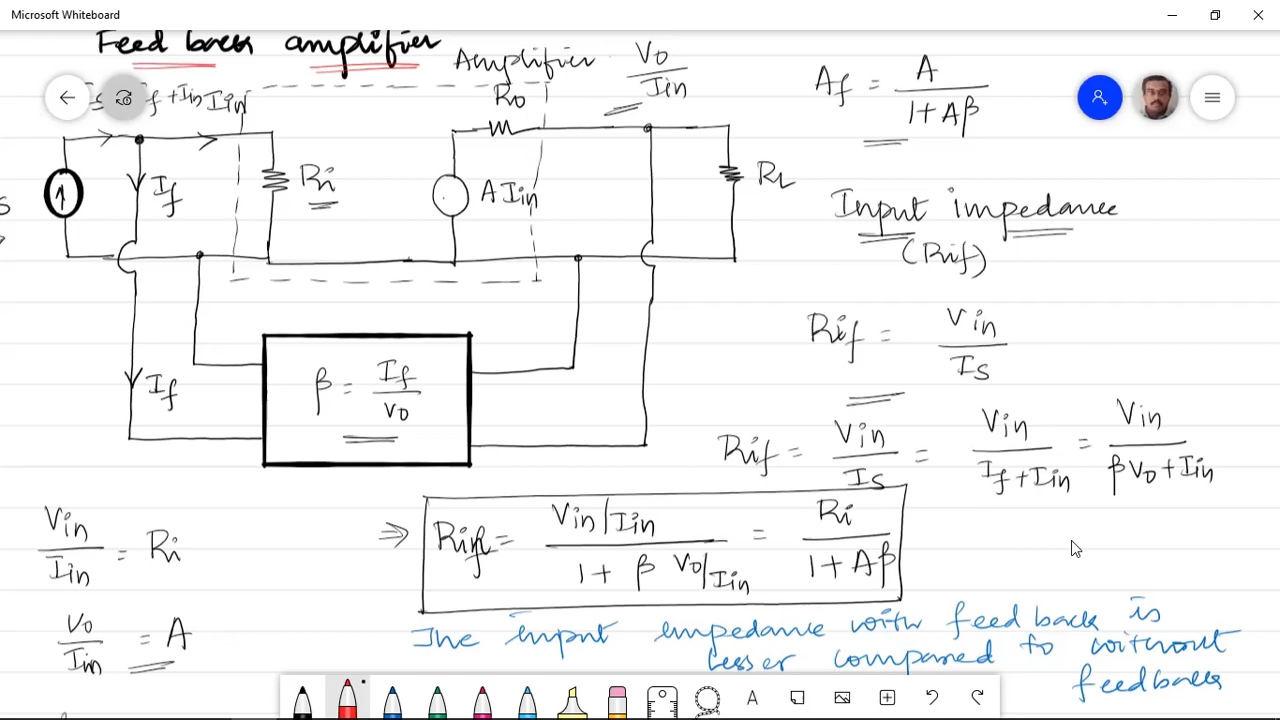 Microsoft Whiteboard
Feed back amplifier
Amplifier
Vo/Iin
Af = A/(1 + Aβ)
If + Iin
Iin
Ro
If
Ri
A Iin
RL
Input impedance
(Rif)
Rif = Vin/Is
β = If/Vo
If
Rif = Vin/Is = Vin/(If + Iin) = Vin/(βVo + Iin)
Vin/Iin = Ri
⇒ Rif = (Vin/Iin)/(1 + β Vo/Iin) = Ri/(1 + Aβ)
Vo/Iin = A
The input impedance with feed back is
lesser compared to without
feedback
A